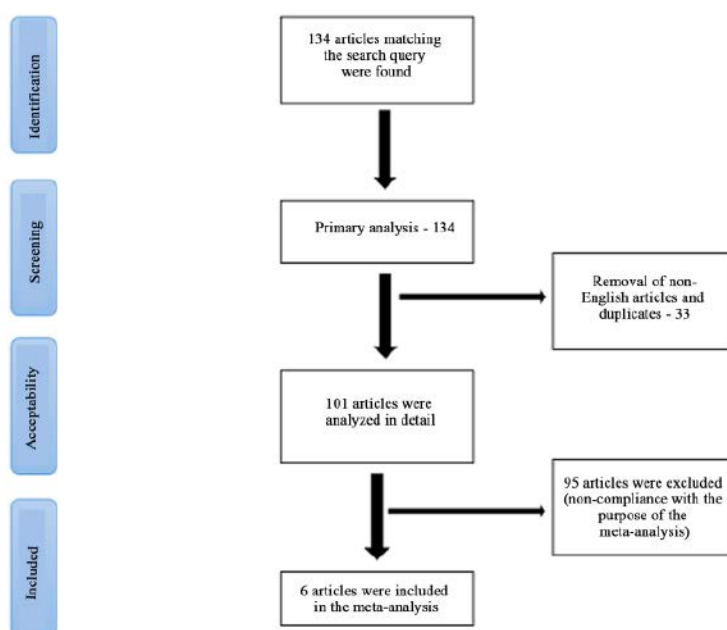 Identification
134 articles matching
the search query
were found
Screening
Primary analysis - 134
Removal of non-
English articles and
duplicates - 33
Acceptability
101 articles were
analyzed in detail
95 articles were excluded
(non-compliance with the
purpose of the
meta-analysis)
Included
6 articles were included
in the meta-analysis